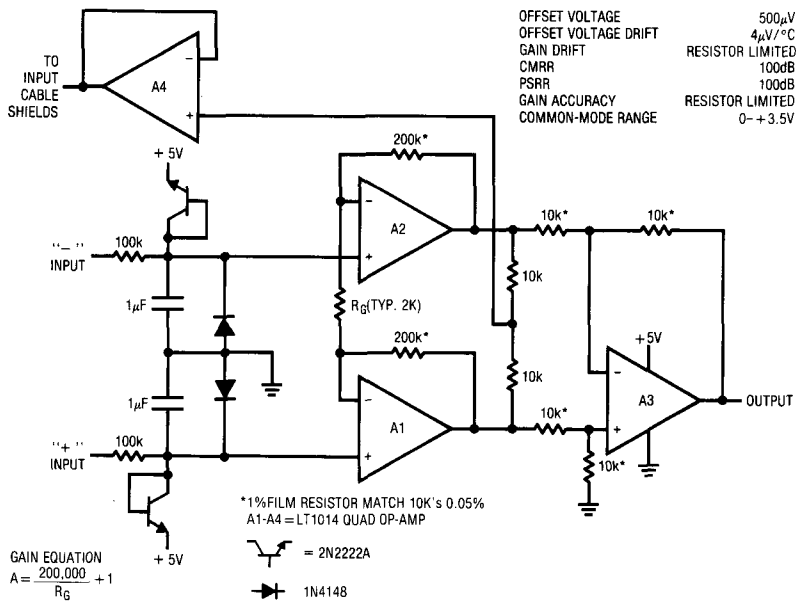 OFFSET VOLTAGE 500μV
OFFSET VOLTAGE DRIFT 4μV/°C
GAIN DRIFT RESISTOR LIMITED
CMRR 100dB
PSRR 100dB
GAIN ACCURACY RESISTOR LIMITED
COMMON-MODE RANGE 0-+3.5V
TO
INPUT
CABLE
SHIELDS
-
A4
+
+5V
200k*
-
A2
+
10k*
10k*
"-"
INPUT
100k
1μF
10k
RG(TYP. 2K)
200k*
+5V
1μF
10k
-
A1
+
-
A3
+
OUTPUT
10k*
"+"
INPUT
100k
10k*
+5V
*1% FILM RESISTOR MATCH 10K's 0.05%
A1-A4=LT1014 QUAD OP-AMP
= 2N2222A
1N4148
GAIN EQUATION
A = 200,000 / RG + 1